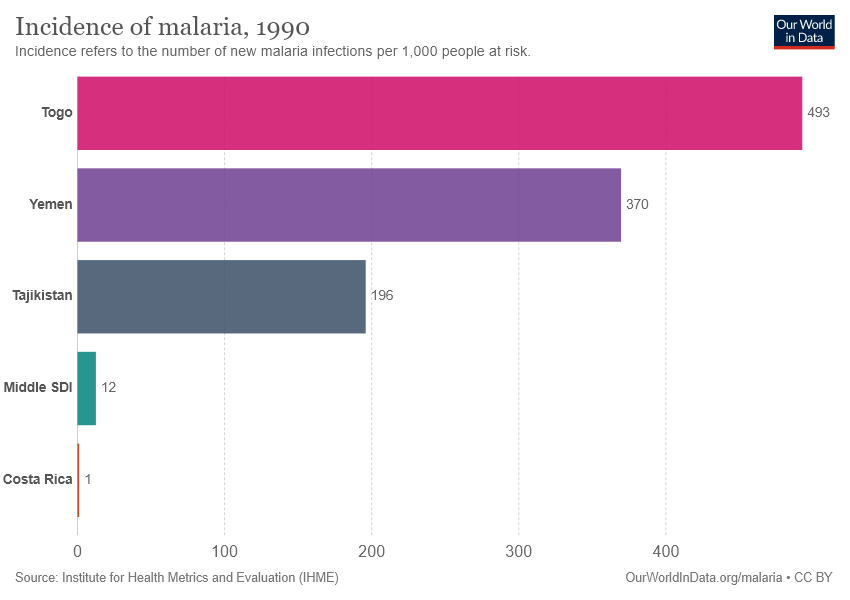 Incidence of malaria, 1990
Incidence refers to the number of new malaria infections per 1,000 people at risk.
Our World
in Data
Togo 493
Yemen 370
Tajikistan 196
Middle SDI 12
Costa Rica 1
0 100 200 300 400
Source: Institute for Health Metrics and Evaluation (IHME) OurWorldInData.org/malaria • CC BY